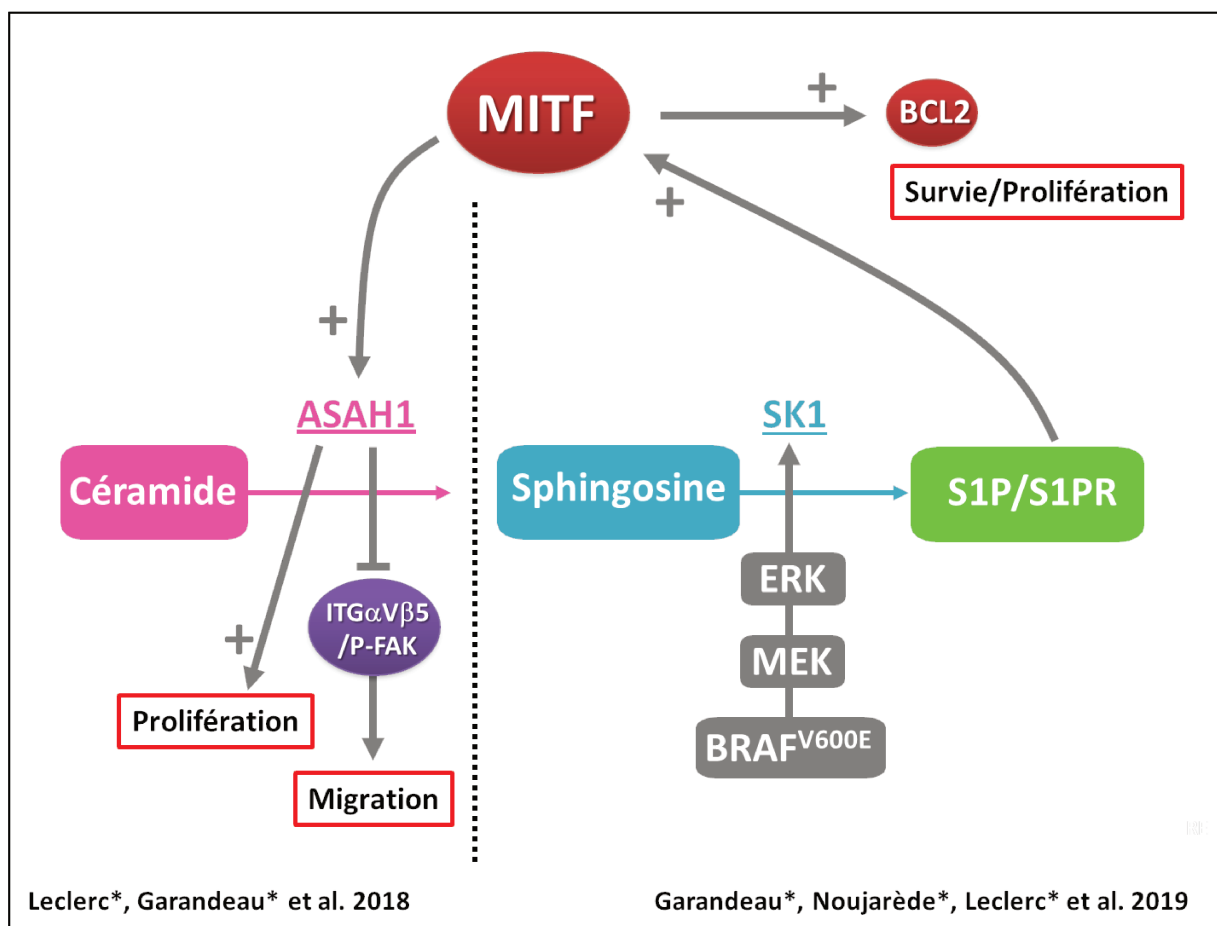 MITF
+
BCL2
Survie/Prolifération
+
+
ASAH1
SK1
Céramide
Sphingosine
S1P/S1PR
ERK
ITGαVβ5
/P-FAK
+
MEK
Prolifération
BRAFV600E
Migration
Leclerc*, Garandeau* et al. 2018
Garandeau*, Noujarède*, Leclerc* et al. 2019